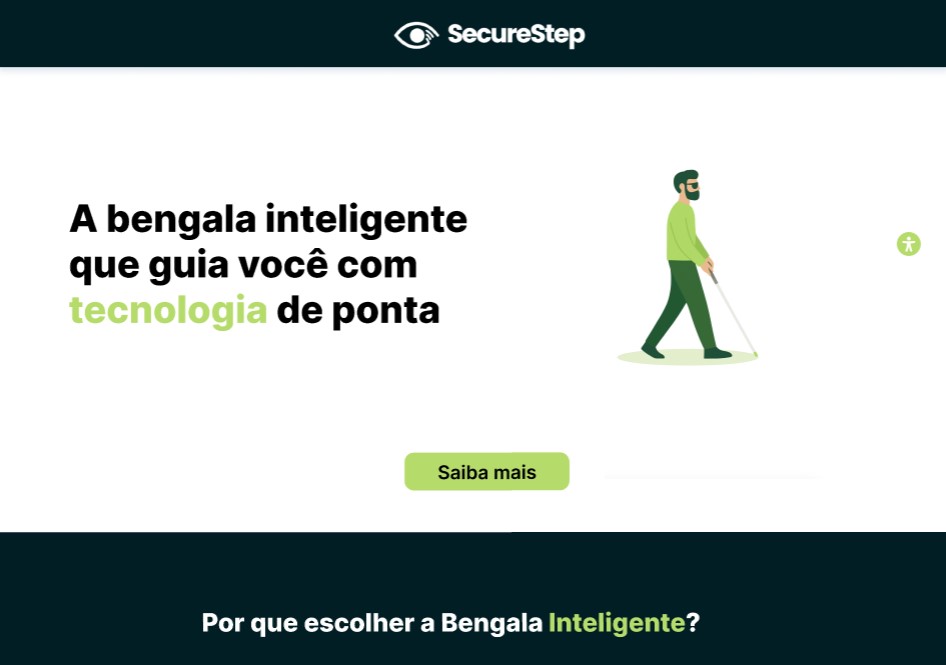 SecureStep
A bengala inteligente
que guia você com
tecnologia de ponta
Saiba mais
Por que escolher a Bengala Inteligente?